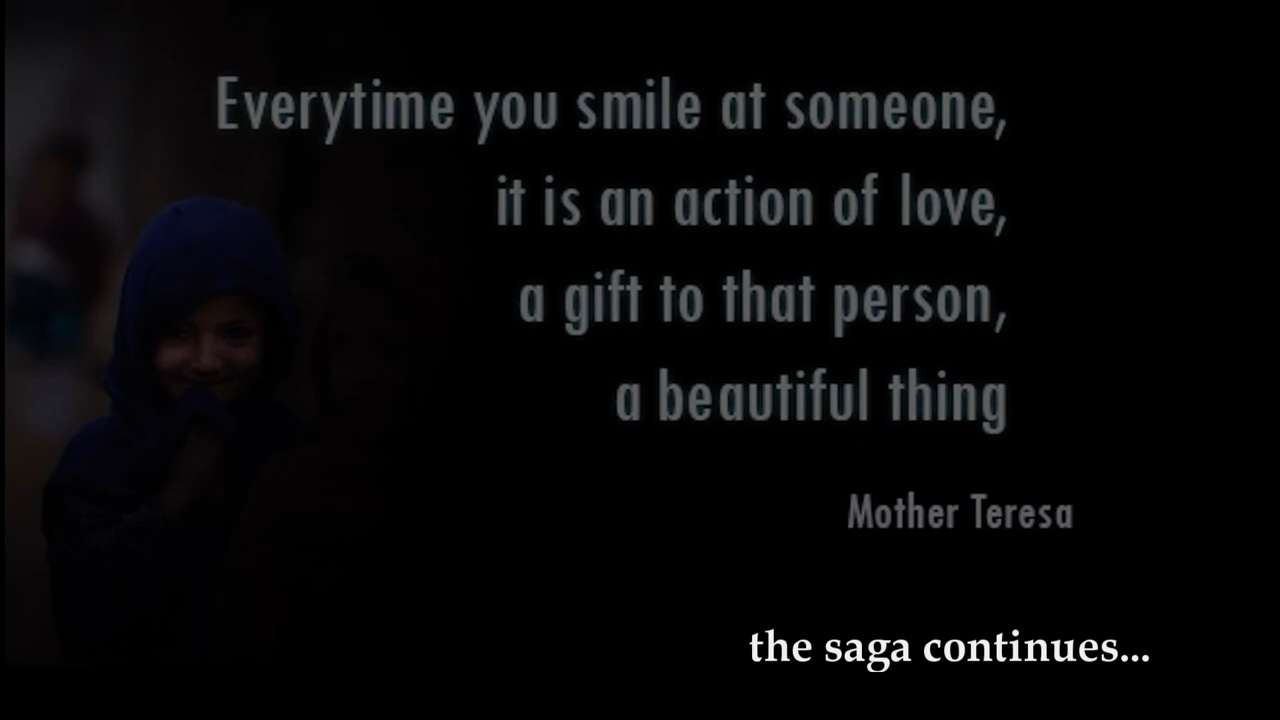 Everytime you smile at someone,
it is an action of love,
a gift to that person,
a beautiful thing
Mother Teresa
the saga continues...